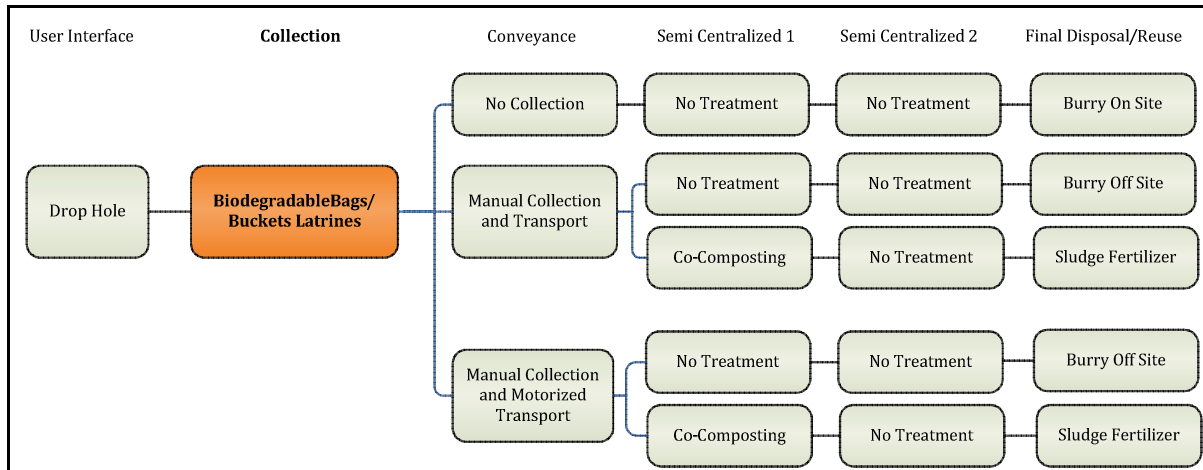 User Interface
Collection
Conveyance
Semi Centralized 1
Semi Centralized 2
Final Disposal/Reuse
No Collection
No Treatment
No Treatment
Burry On Site
Drop Hole
BiodegradableBags/
Buckets Latrines
Manual Collection
and Transport
No Treatment
No Treatment
Burry Off Site
Co-Composting
No Treatment
Sludge Fertilizer
Manual Collection
and Motorized
Transport
No Treatment
No Treatment
Burry Off Site
Co-Composting
No Treatment
Sludge Fertilizer